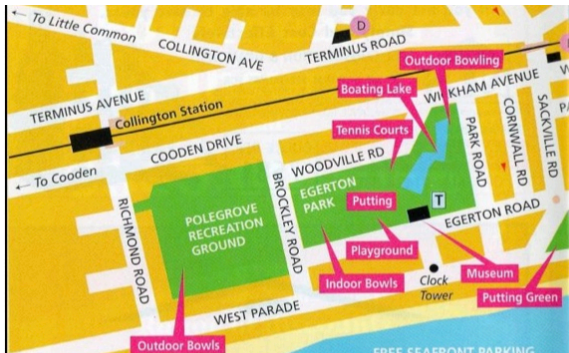 To Little Common
COLLINGTON AVE
D
TERMINUS ROAD
Outdoor Bowling
TERMINUS AVENUE
Collington Station
Boating Lake
WICKHAM AVENUE
Tennis Courts
To Cooden
COODEN DRIVE
WOODVILLE RD
PARK ROAD
CORNWALL RD
SACKVILLE RD
RICHMOND ROAD
POLEGROVE
RECREATION
GROUND
BROCKLEY ROAD
EGERTON
PARK
Putting
T
EGERTON ROAD
Playground
Indoor Bowls
Museum
Clock
Tower
Putting Green
WEST PARADE
Outdoor Bowls
FREE SEAFRONT PARKING